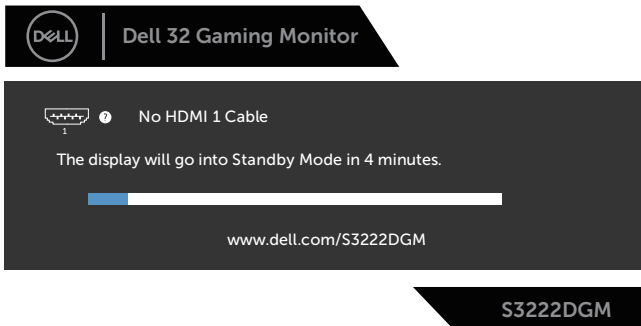 DELL
Dell 32 Gaming Monitor
? No HDMI 1 Cable
1
The display will go into Standby Mode in 4 minutes.
www.dell.com/S3222DGM
S3222DGM